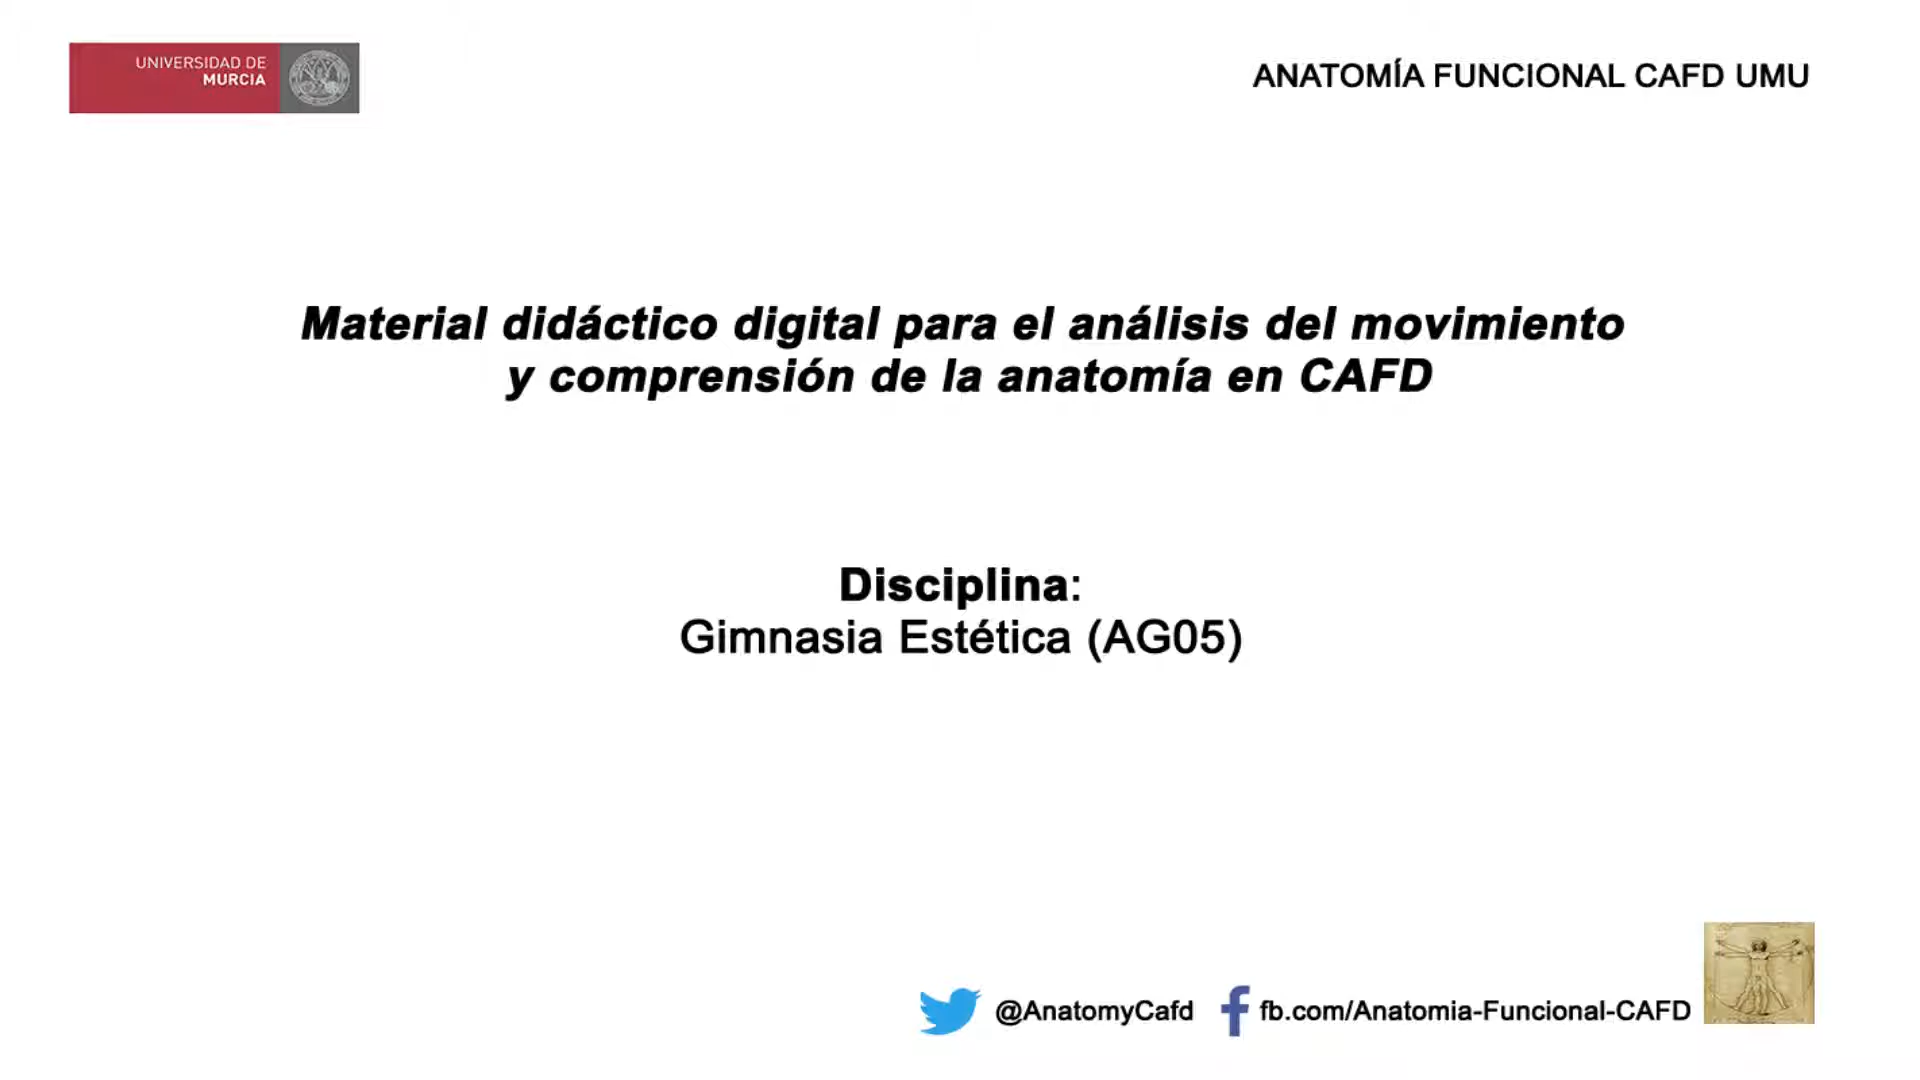 UNIVERSIDAD DE
MURCIA
ANATOMÍA FUNCIONAL CAFD UMU
Material didáctico digital para el análisis del movimiento
y comprensión de la anatomía en CAFD
Disciplina:
Gimnasia Estética (AG05)
@AnatomyCafd
fb.com/Anatomia-Funcional-CAFD